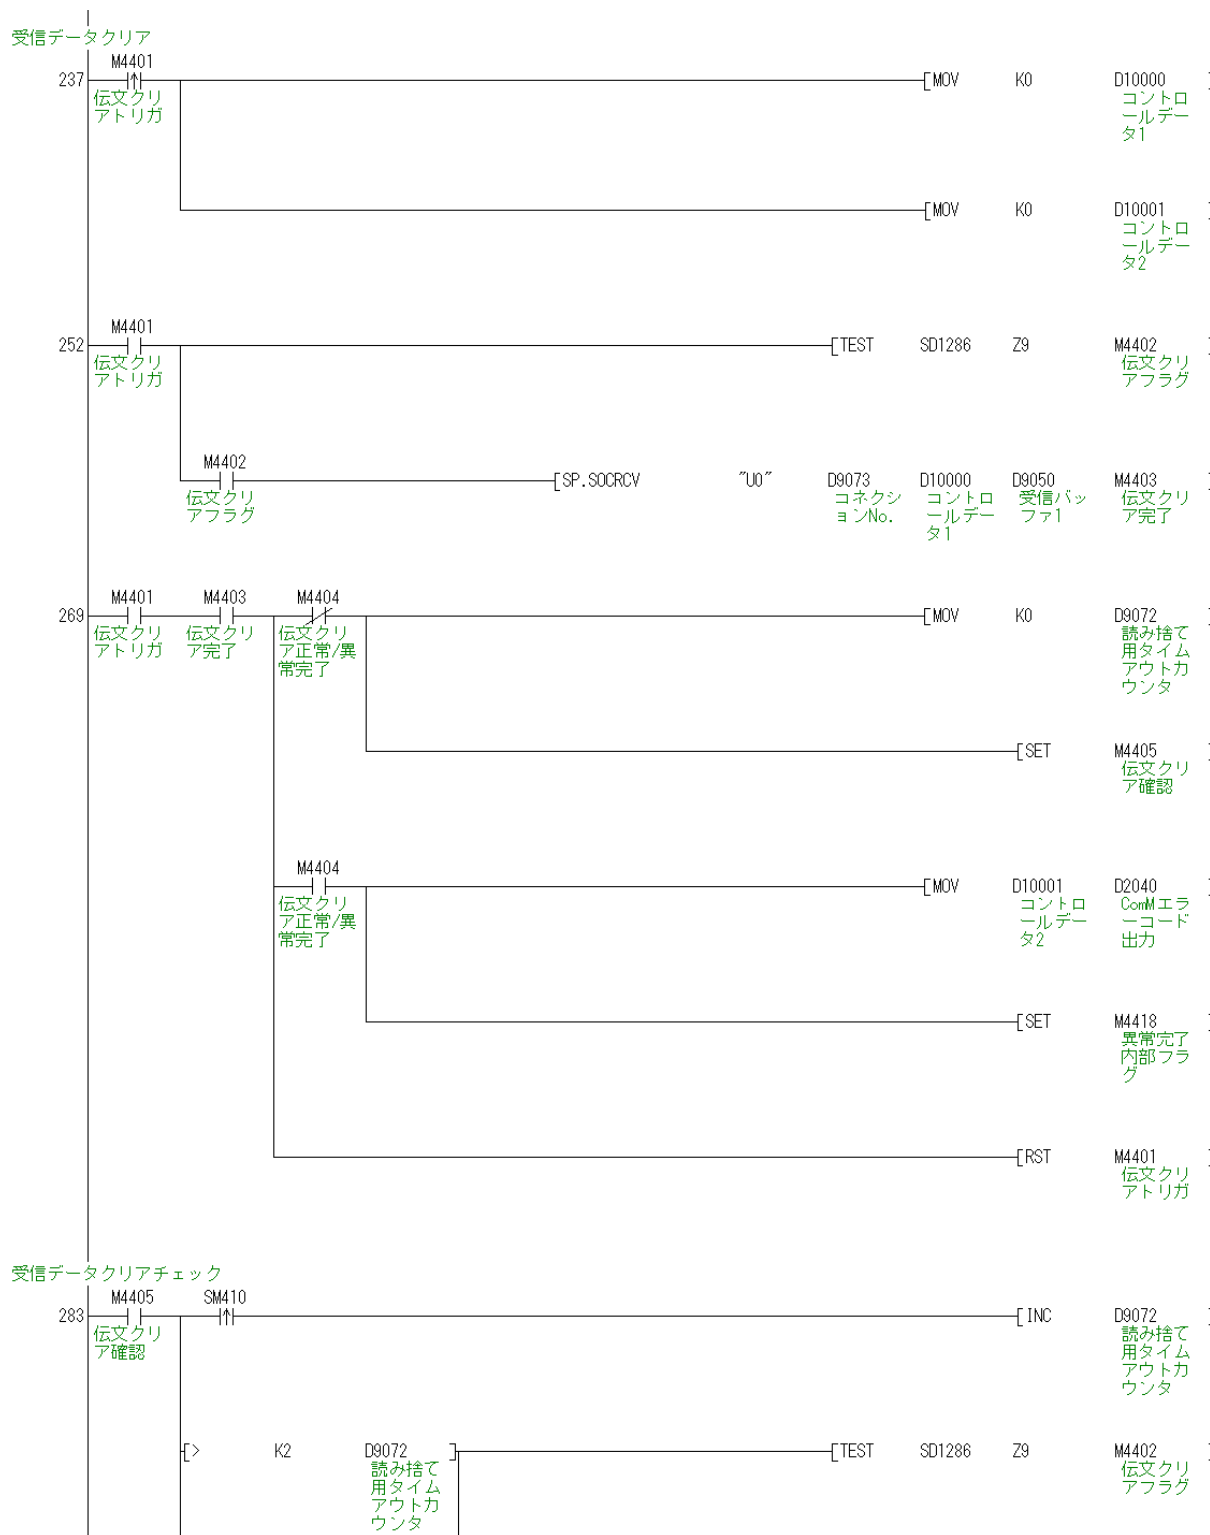 受信データクリア
M4401
237 [MOV K0 D10000 ]
伝文クリ コントロ
アトリガ ールデー
タ1
[MOV K0 D10001 ]
コントロ
ールデー
タ2
M4401
252 [TEST SD1286 Z9 M4402 ]
伝文クリ 伝文クリ
アトリガ アフラグ
M4402
[SP.SOCRCV "U0" D9073 D10000 D9050 M4403 ]
伝文クリ コネクシ コントロ 受信バッ 伝文クリ
アフラグ ョンNo. ールデー ファ1 ア完了
タ1
M4401 M4403 M4404
269 [MOV K0 D9072 ]
伝文クリ 伝文クリ 伝文クリ 読み捨て
アトリガ ア完了 ア正常/異 用タイム
常完了 アウトカ
ウンタ
[SET M4405 ]
伝文クリ
ア確認
M4404
[MOV D10001 D2040 ]
伝文クリ コントロ ComMエラ
ア正常/異 ールデー ーコード
常完了 タ2 出力
[SET M4418 ]
異常完了
内部フラ
グ
[RST M4401 ]
伝文クリ
アトリガ
受信データクリアチェック
M4405 SM410
283 [INC D9072 ]
伝文クリ 読み捨て
ア確認 用タイム
アウトカ
ウンタ
[> K2 D9072 ] [TEST SD1286 Z9 M4402 ]
読み捨て 伝文クリ
用タイム アフラグ
アウトカ
ウンタ